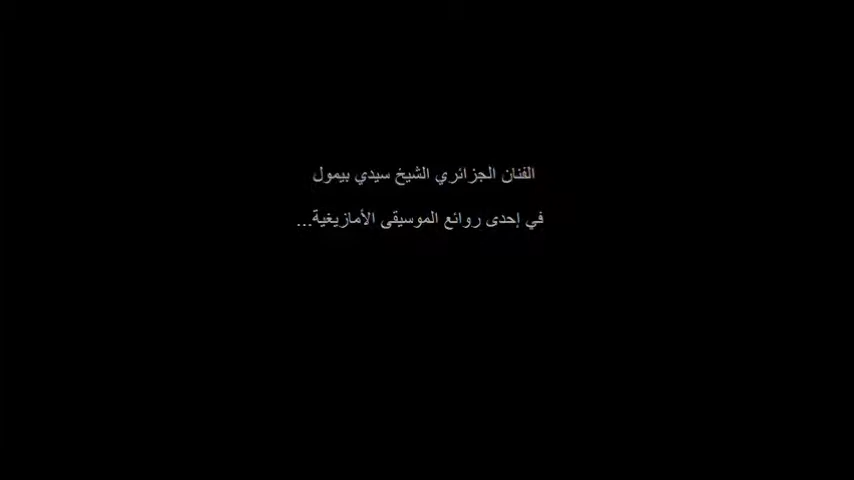 الفنان الجزائري الشيخ سيدي بيمول
في إحدى روائع الموسيقى الأمازيغية...